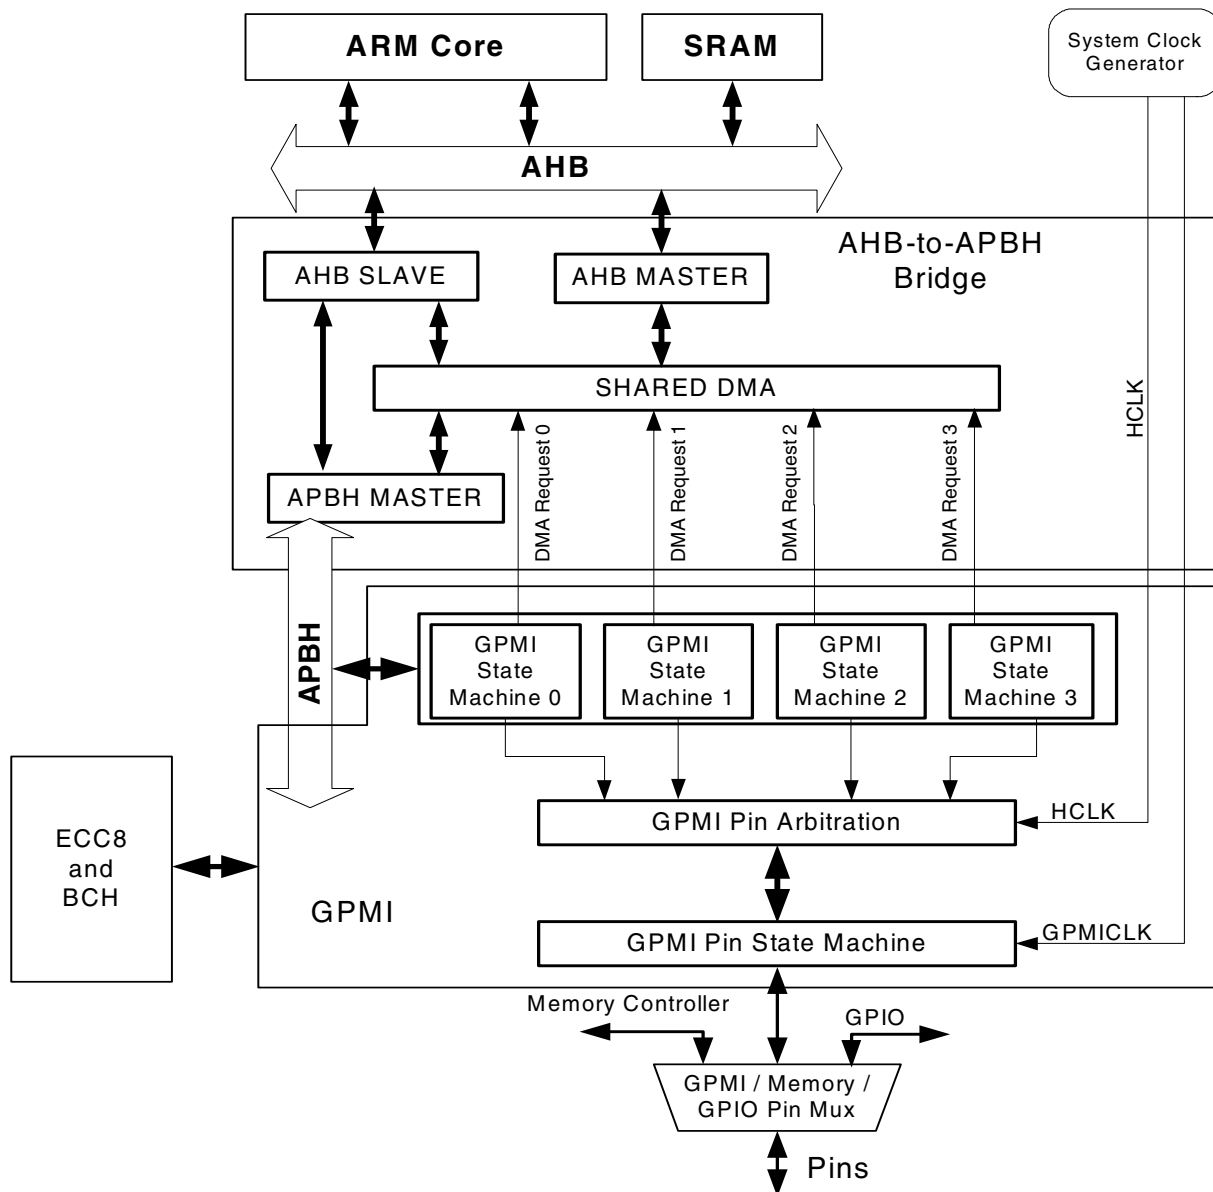 ARM Core
SRAM
System Clock
Generator
AHB
AHB-to-APBH
Bridge
AHB SLAVE
AHB MASTER
SHARED DMA
HCLK
DMA Request 0
DMA Request 1
DMA Request 2
DMA Request 3
APBH MASTER
APBH
GPMI
State
Machine 0
GPMI
State
Machine 1
GPMI
State
Machine 2
GPMI
State
Machine 3
GPMI Pin Arbitration
HCLK
ECC8
and
BCH
GPMI
GPMI Pin State Machine
GPMICLK
Memory Controller
GPIO
GPMI / Memory /
GPIO Pin Mux
Pins